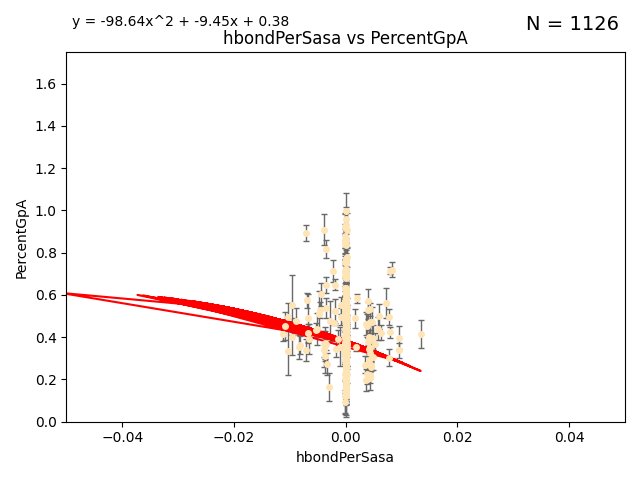 y = -98.64x^2 + -9.45x + 0.38
N = 1126
hbondPerSasa vs PercentGpA
PercentGpA
1.6
1.4
1.2
1.0
0.8
0.6
0.4
0.2
0.0
−0.04
−0.02
0.00
0.02
0.04
hbondPerSasa